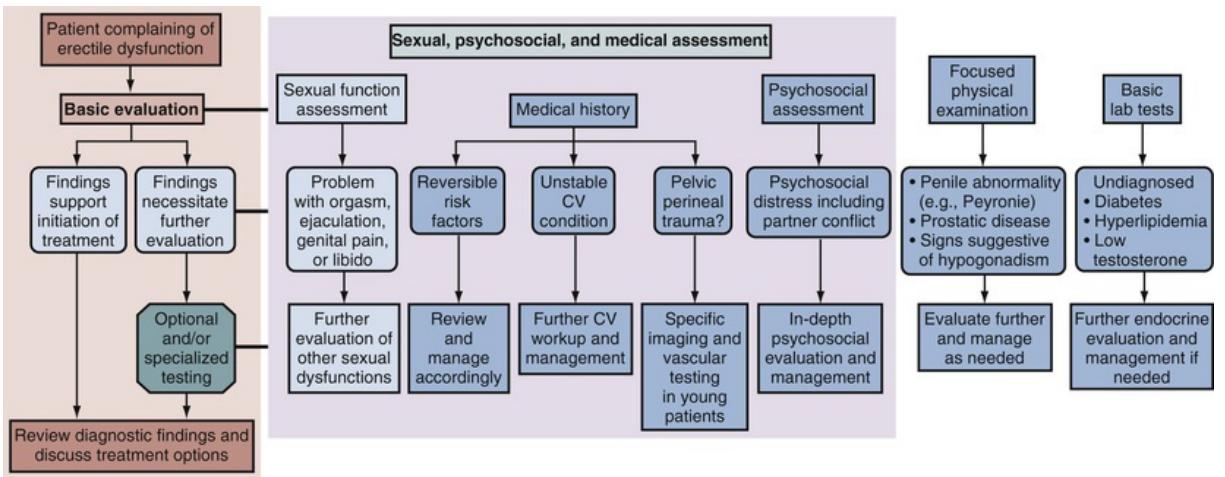 Patient complaining of
erectile dysfunction
Basic evaluation
Findings
support
initiation of
treatment
Findings
necessitate
further
evaluation
Optional
and/or
specialized
testing
Review diagnostic findings and
discuss treatment options
Sexual, psychosocial, and medical assessment
Sexual function
assessment
Problem
with orgasm,
ejaculation,
genital pain,
or libido
Further
evaluation of
other sexual
dysfunctions
Medical history
Reversible
risk
factors
Review
and
manage
accordingly
Unstable
CV
condition
Further CV
workup and
management
Pelvic
perineal
trauma?
Specific
imaging and
vascular
testing
in young
patients
Psychosocial
assessment
Psychosocial
distress including
partner conflict
In-depth
psychosocial
evaluation and
management
Focused
physical
examination
• Penile abnormality
(e.g., Peyronie)
• Prostatic disease
• Signs suggestive
of hypogonadism
Evaluate further
and manage
as needed
Basic
lab tests
Undiagnosed
• Diabetes
• Hyperlipidemia
• Low
testosterone
Further endocrine
evaluation and
management if
needed